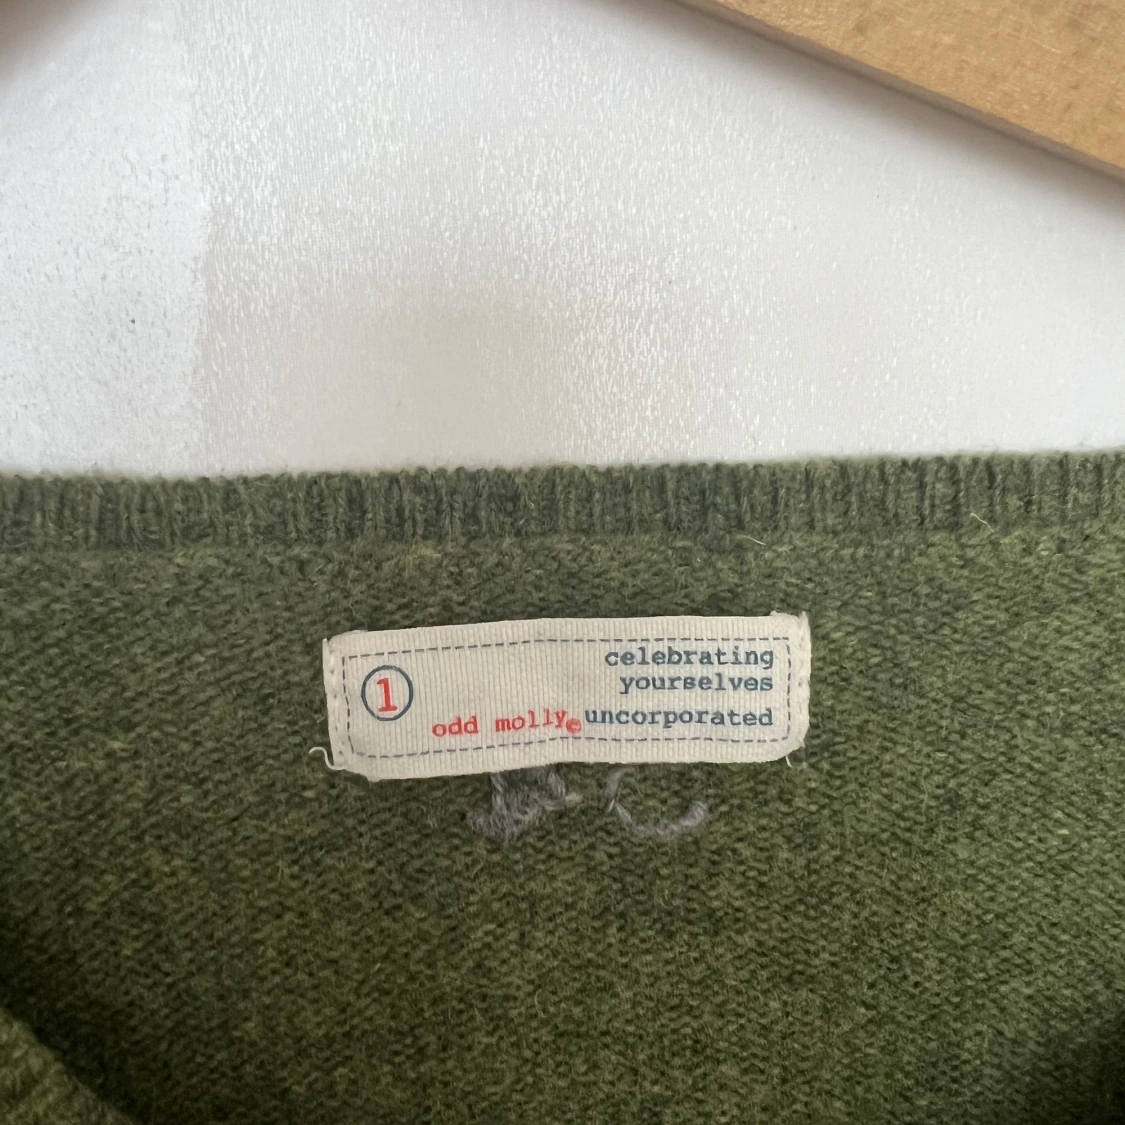 celebrating
yourselves
1
odd molly© uncorporated